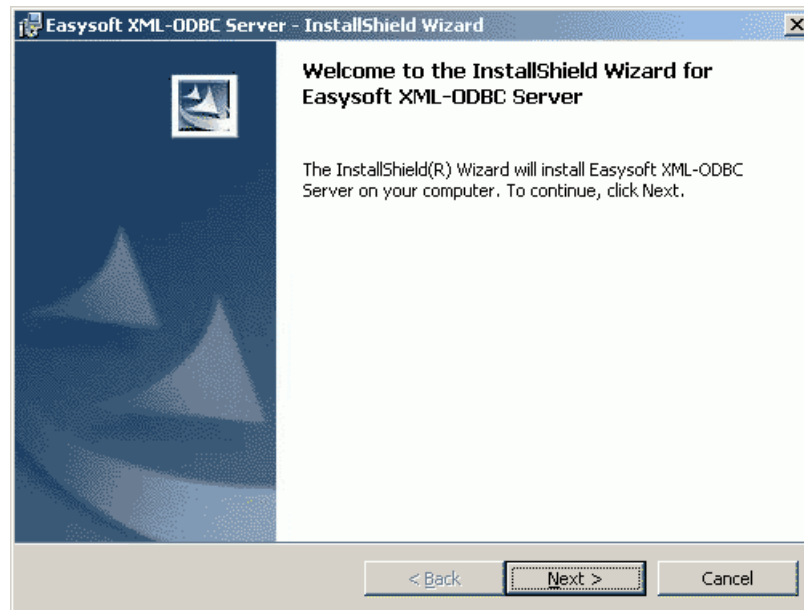 Easysoft XML-ODBC Server - InstallShield Wizard
Welcome to the InstallShield Wizard for
Easysoft XML-ODBC Server
The InstallShield(R) Wizard will install Easysoft XML-ODBC
Server on your computer. To continue, click Next.
< Back
Next >
Cancel